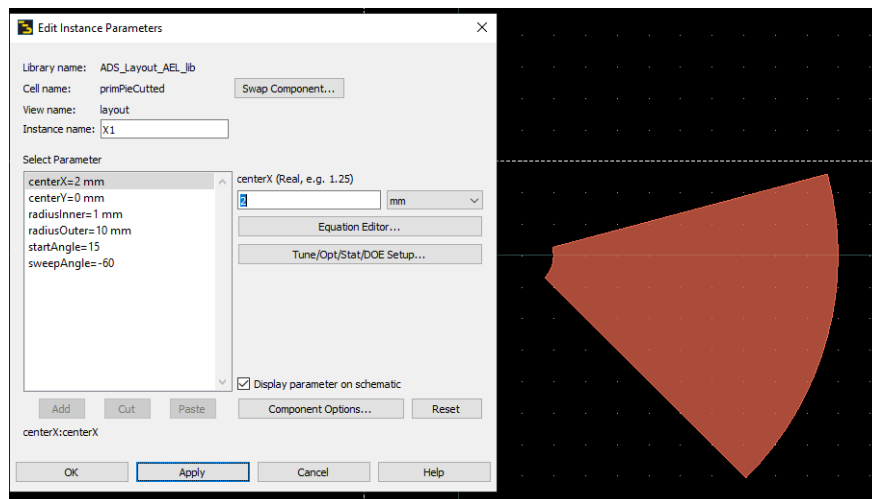 Edit Instance Parameters
Library name: ADS_Layout_AEL_lib
Cell name: primPieCutted
Swap Component...
View name: layout
Instance name: X1
Select Parameter
centerX=2 mm
centerY=0 mm
radiusInner=1 mm
radiusOuter=10 mm
startAngle=15
sweepAngle=-60
centerX (Real, e.g. 1.25)
2 mm
Equation Editor...
Tune/Opt/Stat/DOE Setup...
Display parameter on schematic
Add Cut Paste Component Options... Reset
centerX:centerX
OK Apply Cancel Help